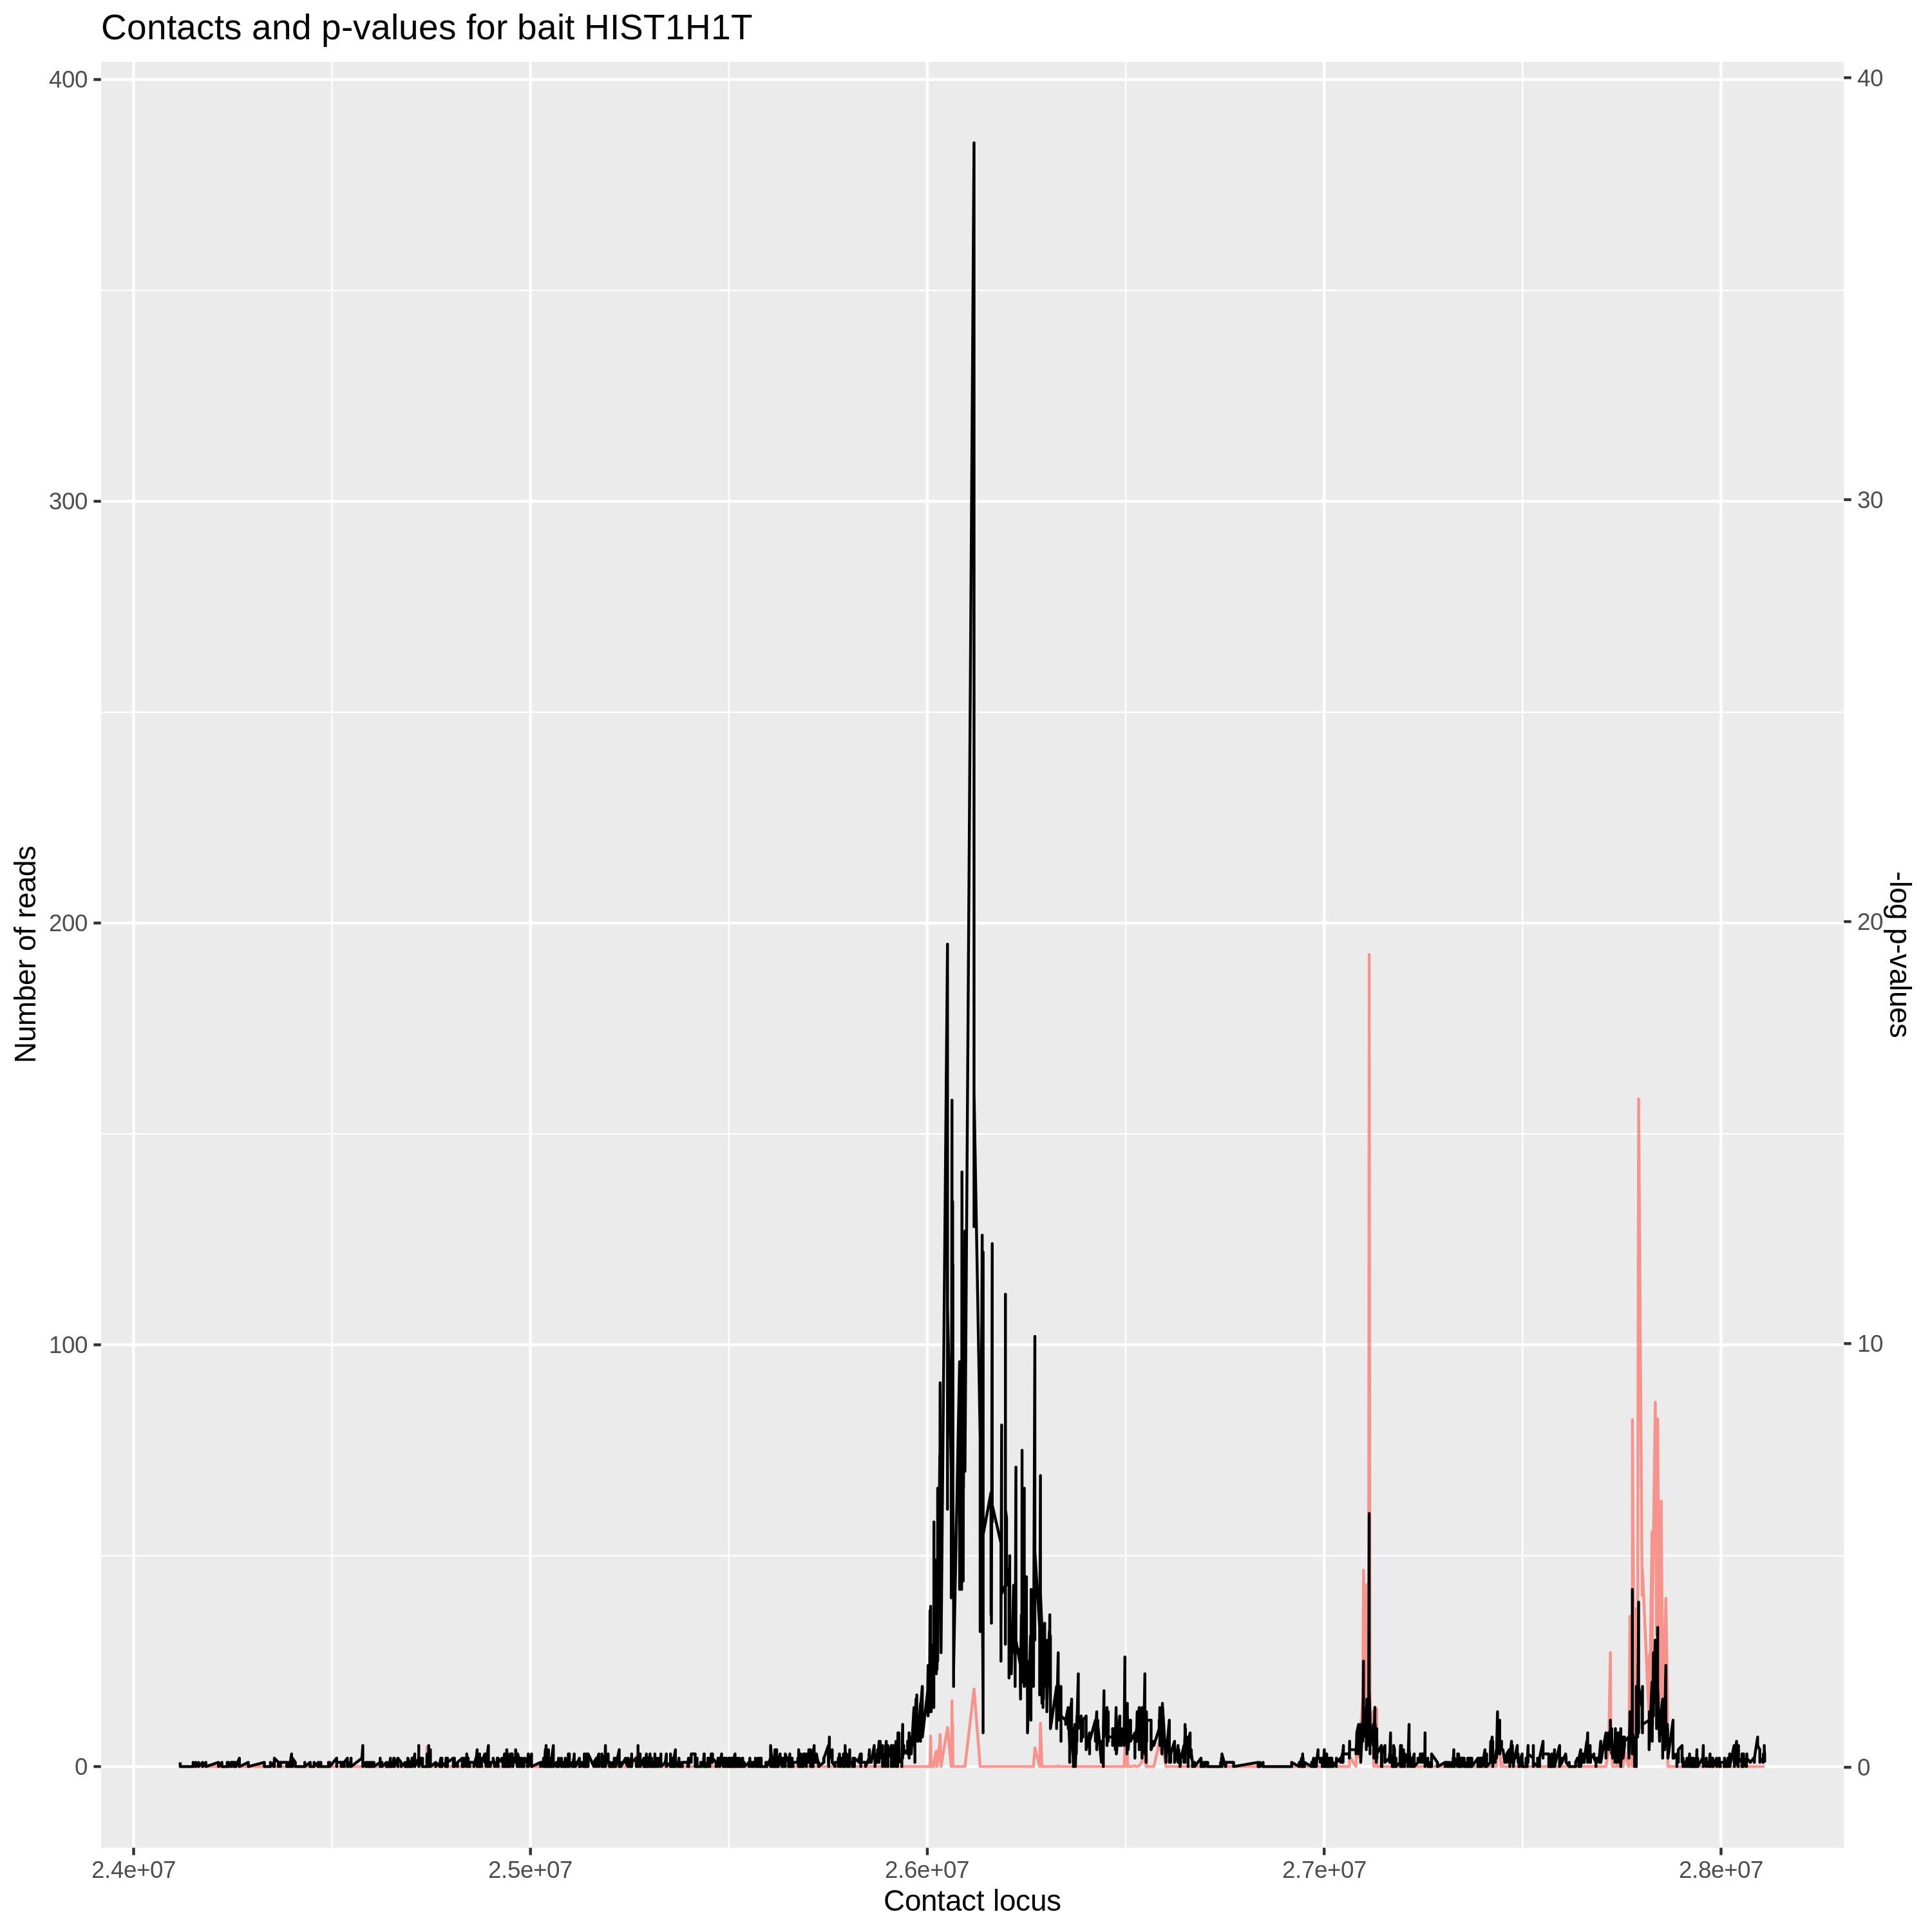 Contacts and p-values for bait HIST1H1T
400
300
200
100
0
Number of reads
40
30
20
10
0
-log p-values
2.4e+07 2.5e+07 2.6e+07 2.7e+07 2.8e+07
Contact locus